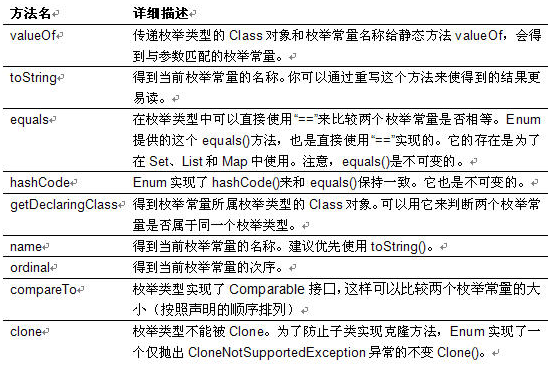 方法名 详细描述
valueOf 传递枚举类型的 Class 对象和枚举常量名称给静态方法 valueOf，会得
到与参数匹配的枚举常量。
toString 得到当前枚举常量的名称。你可以通过重写这个方法来使得到的结果更
易读。
equals 在枚举类型中可以直接使用“==”来比较两个枚举常量是否相等。Enum
提供的这个 equals()方法，也是直接使用“==”实现的。它的存在是为了
在 Set、List 和 Map 中使用。注意，equals()是不可变的。
hashCode Enum 实现了 hashCode()来和 equals()保持一致。它也是不可变的。
getDeclaringClass 得到枚举常量所属枚举类型的 Class 对象。可以用它来判断两个枚举常
量是否属于同一个枚举类型。
name 得到当前枚举常量的名称。建议优先使用 toString()。
ordinal 得到当前枚举常量的次序。
compareTo 枚举类型实现了 Comparable 接口，这样可以比较两个枚举常量的大
小（按照声明的顺序排列）
clone 枚举类型不能被 Clone。为了防止子类实现克隆方法，Enum 实现了一
个仅抛出 CloneNotSupportedException 异常的不变 Clone()。